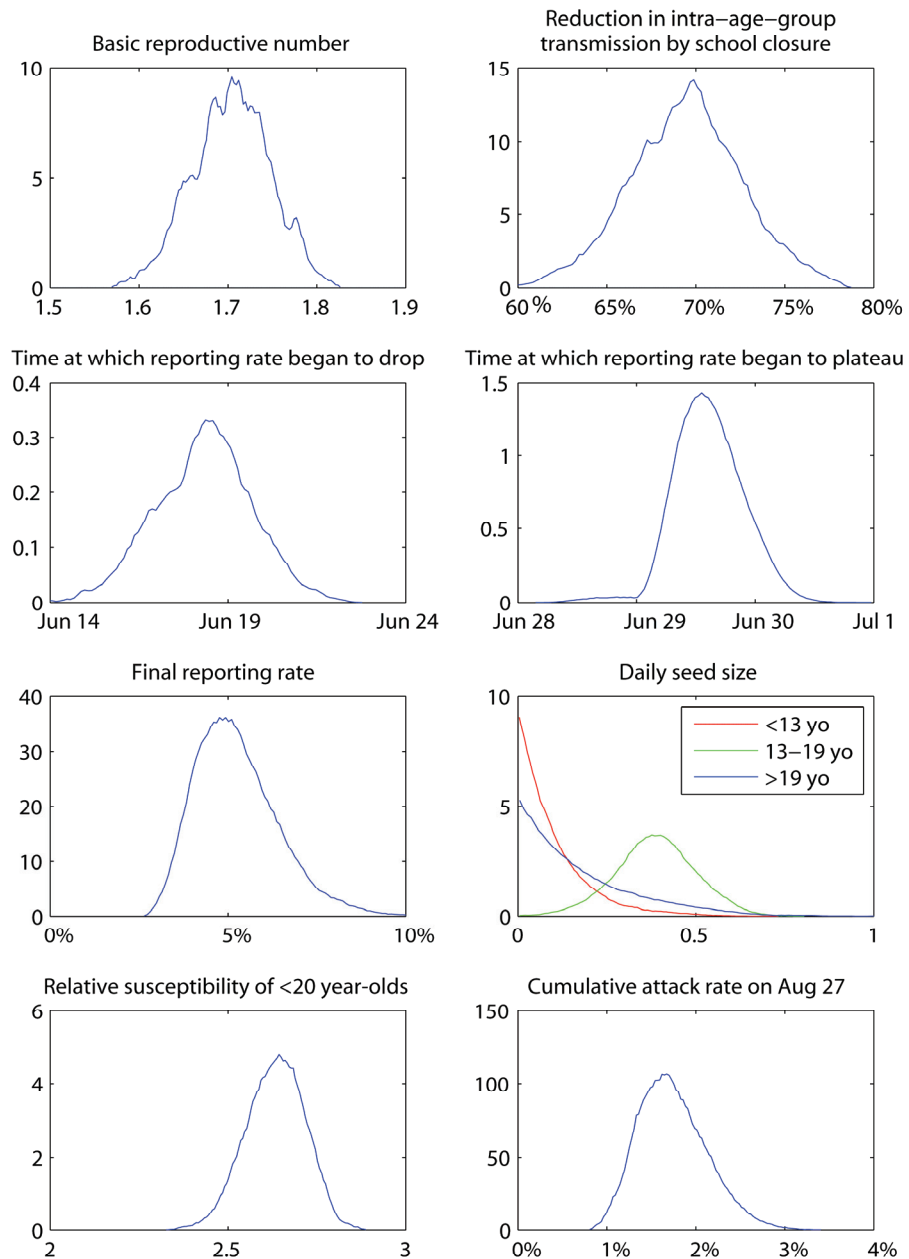 Basic reproductive number
10
5
0
1.5 1.6 1.7 1.8 1.9
Reduction in intra−age−group
transmission by school closure
15
10
5
0
60% 65% 70% 75% 80%
Time at which reporting rate began to drop
0.4
0.3
0.2
0.1
0
Jun 14 Jun 19 Jun 24
Time at which reporting rate began to plateau
1.5
1
0.5
0
Jun 28 Jun 29 Jun 30 Jul 1
Final reporting rate
40
30
20
10
0
0% 5% 10%
Daily seed size
10
5
0
<13 yo
13−19 yo
>19 yo
0 0.5 1
Relative susceptibility of <20 year-olds
6
4
2
0
2 2.5 3
Cumulative attack rate on Aug 27
150
100
50
0
0% 1% 2% 3% 4%